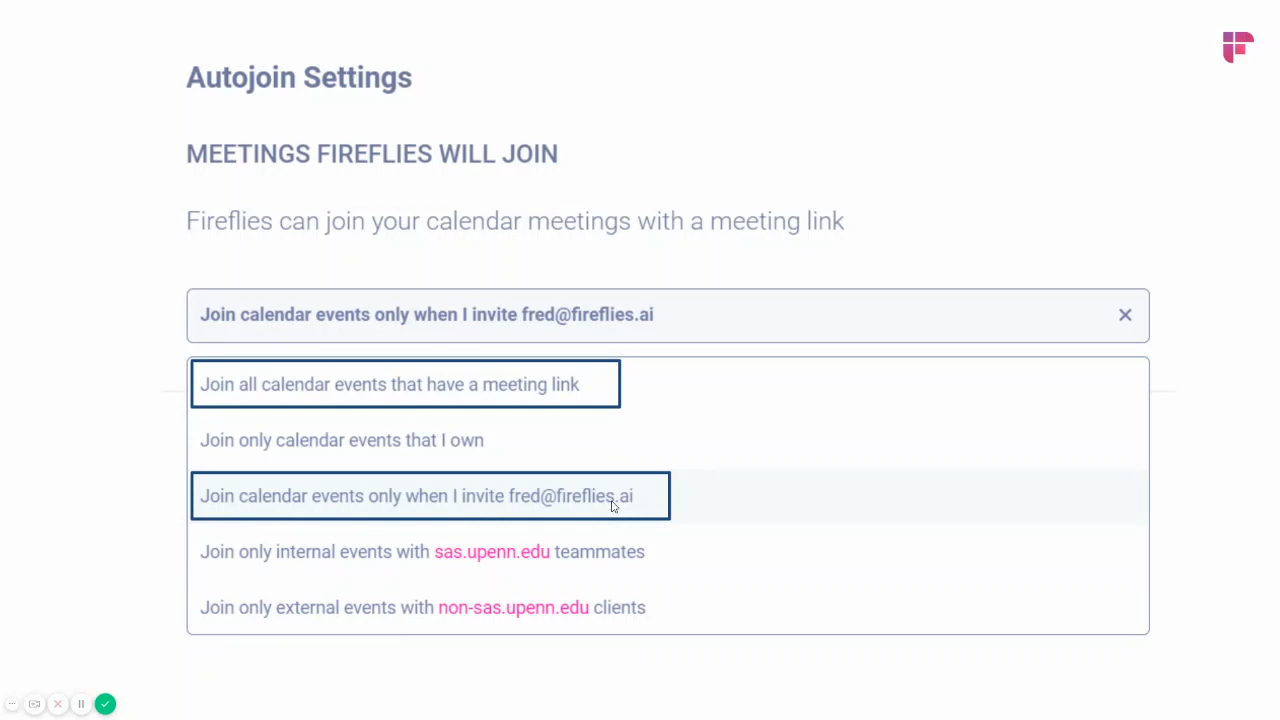 Autojoin Settings
MEETINGS FIREFLIES WILL JOIN
Fireflies can join your calendar meetings with a meeting link
Join calendar events only when I invite fred@fireflies.ai
Join all calendar events that have a meeting link
Join only calendar events that I own
Join calendar events only when I invite fred@fireflies.ai
Join only internal events with sas.upenn.edu teammates
Join only external events with non-sas.upenn.edu clients